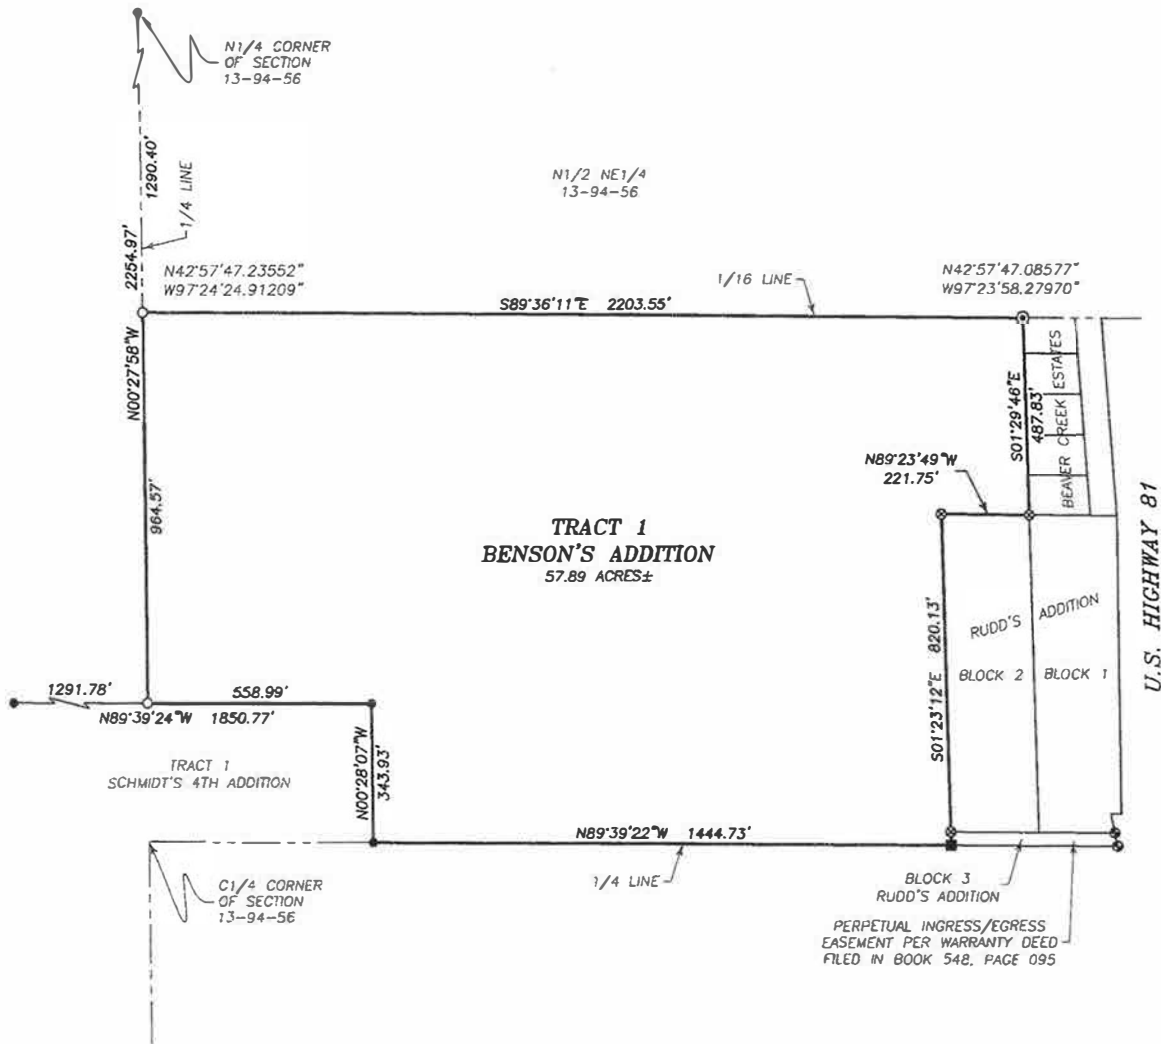 N1/4 CORNER
OF SECTION
13-94-56
1290.40'
1/4 LINE
2254.97'
N1/2 NE1/4
13-94-56
N42°57'47.23552"
W97°24'24.91209"
1/16 LINE
N42°57'47.08577"
W97°23'58.27970"
S89°36'11"E 2203.55'
N00°27'58"W
964.57'
S01°29'46"E
487.83'
BEAVER CREEK ESTATES
N89°23'49"W
221.75'
U.S. HIGHWAY 81
TRACT 1
BENSON'S ADDITION
57.89 ACRES±
RUDD'S ADDITION
BLOCK 2
BLOCK 1
S01°23'12"E 820.13'
1291.78'
558.99'
N89°39'24"W 1850.77'
TRACT 1
SCHMIDT'S 4TH ADDITION
N00°28'07"W
343.93'
N89°39'22"W 1444.73'
1/4 LINE
C1/4 CORNER
OF SECTION
13-94-56
BLOCK 3
RUDD'S ADDITION
PERPETUAL INGRESS/EGRESS
EASEMENT PER WARRANTY DEED
FILED IN BOOK 548, PAGE 095